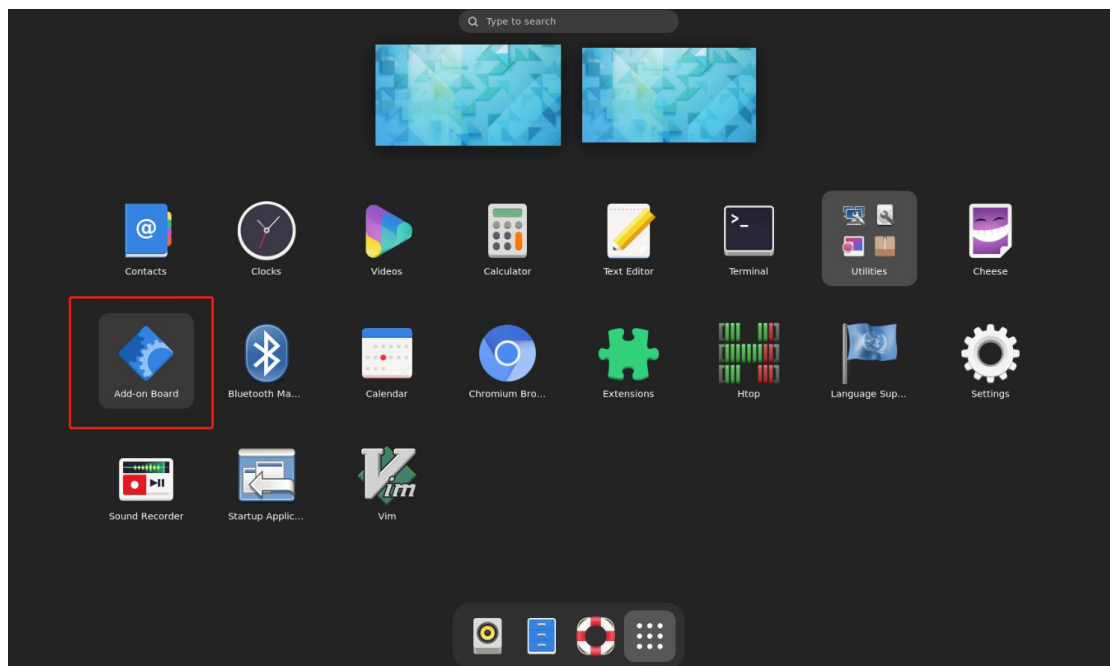 Type to search
@
>_
Contacts
Clocks
Videos
Calculator
Text Editor
Terminal
Utilities
Cheese
Add-on Board
Bluetooth Ma...
Calendar
Chromium Bro...
Extensions
Htop
Language Sup...
Settings
Vim
Sound Recorder
Startup Applic...
Vim